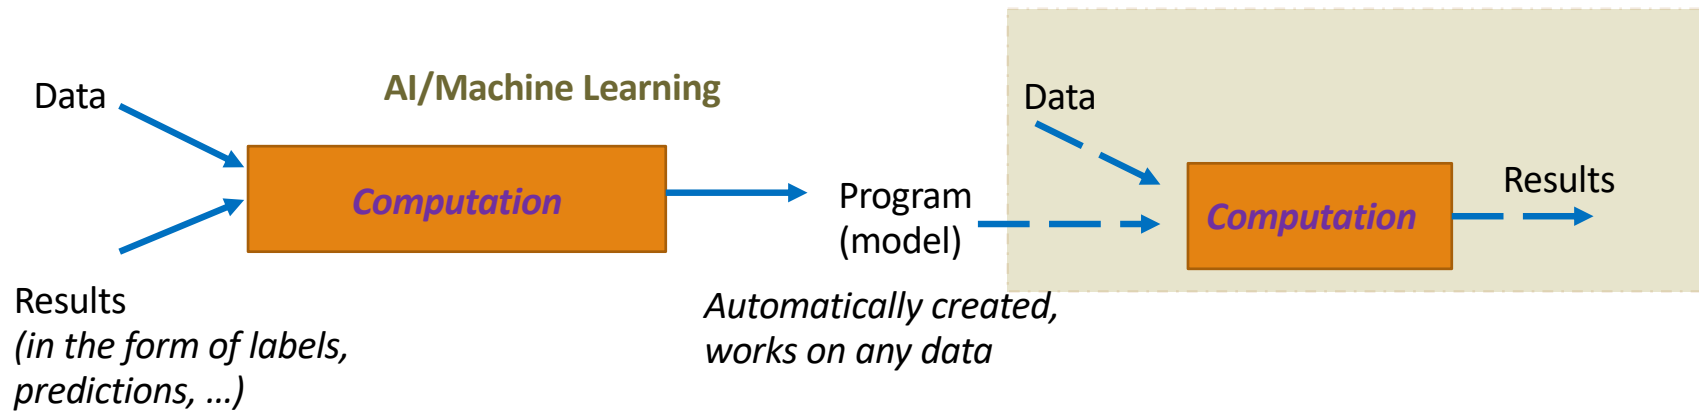 AI/Machine Learning
Data
Computation
Results
(in the form of labels,
predictions, ...)
Program
(model)
Automatically created,
works on any data
Data
Computation
Results